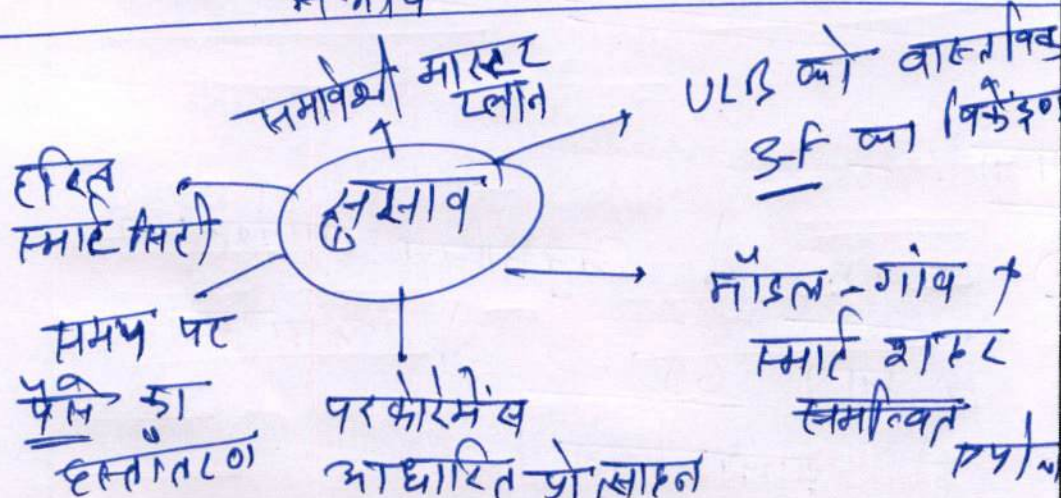 समावेशी मास्टर
प्लान
ULB को वास्तविक
3-F का विकेंद्रण
हरित
स्मार्ट सिटी
सुझाव
मॉडल - गांव +
स्मार्ट शहर
समन्वित
समय पर
पैसे का
हस्तांतरण
परफोरमेंस
आधारित प्रोत्साहन